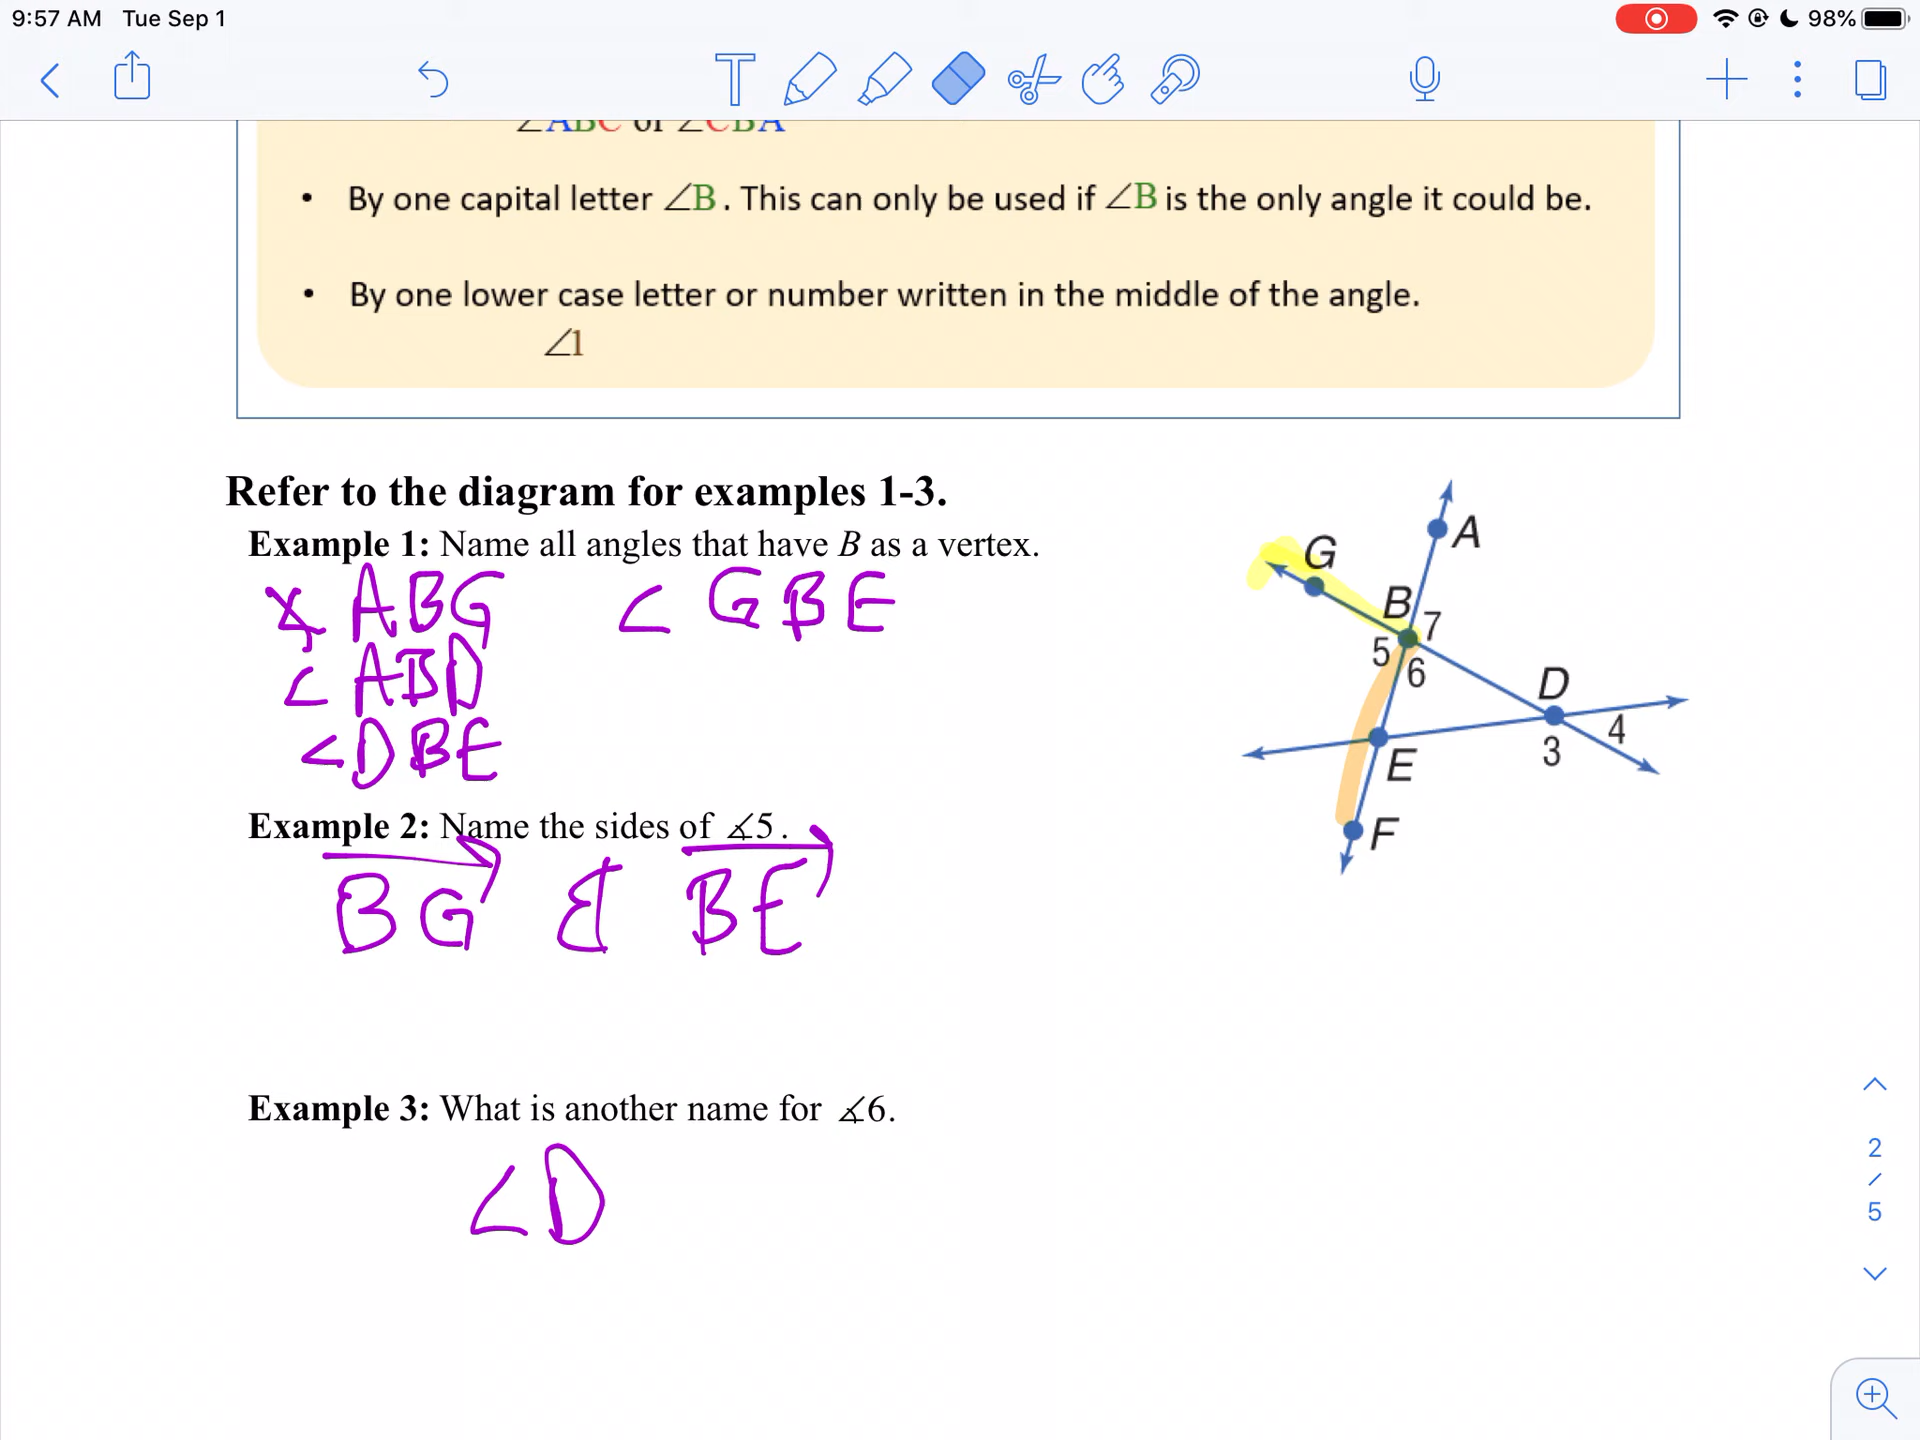 9:57 AM Tue Sep 1 98%
∠ABC or ∠CBA
• By one capital letter ∠B. This can only be used if ∠B is the only angle it could be.
• By one lower case letter or number written in the middle of the angle.
∠1
Refer to the diagram for examples 1-3.
Example 1: Name all angles that have B as a vertex.
∡ ABG ∠ GBE
∠ ABD
∠DBE
Example 2: Name the sides of ∡5.
BG & BE
Example 3: What is another name for ∡6.
∠D
A
G
B 7
5 6
D
4
3
E
F
2
/
5